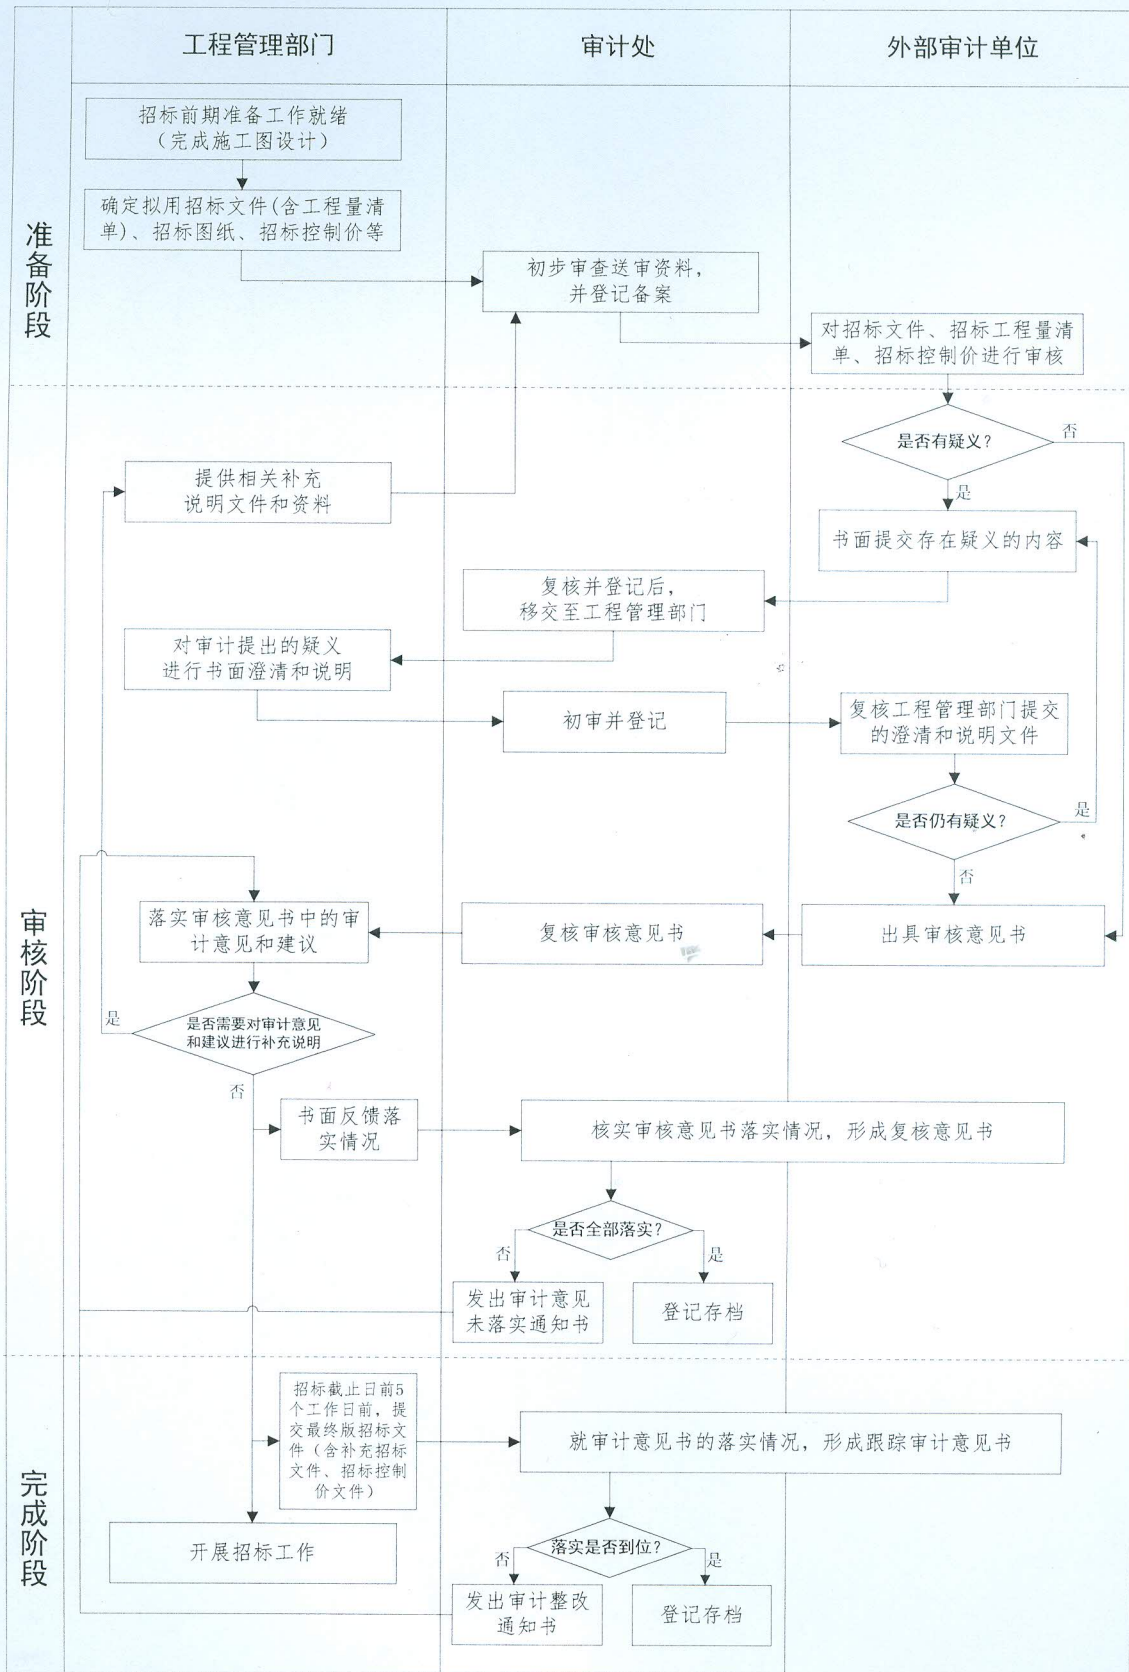 工程管理部门
审计处
外部审计单位
准备阶段
招标前期准备工作就绪
（完成施工图设计）
确定拟用招标文件(含工程量清
单)、招标图纸、招标控制价等
初步审查送审资料，
并登记备案
对招标文件、招标工程量清
单、招标控制价进行审核
审核阶段
是否有疑义？
否
是
提供相关补充
说明文件和资料
书面提交存在疑义的内容
复核并登记后，
移交至工程管理部门
对审计提出的疑义
进行书面澄清和说明
初审并登记
复核工程管理部门提交
的澄清和说明文件
是否仍有疑义？
是
否
落实审核意见书中的审
计意见和建议
复核审核意见书
出具审核意见书
是否需要对审计意见
和建议进行补充说明
是
否
书面反馈落
实情况
核实审核意见书落实情况，形成复核意见书
是否全部落实？
否
是
发出审计意见
未落实通知书
登记存档
完成阶段
招标截止日前5
个工作日前，提
交最终版招标文
件（含补充招标
文件、招标控制
价文件）
就审计意见书的落实情况，形成跟踪审计意见书
开展招标工作
落实是否到位？
否
是
发出审计整改
通知书
登记存档